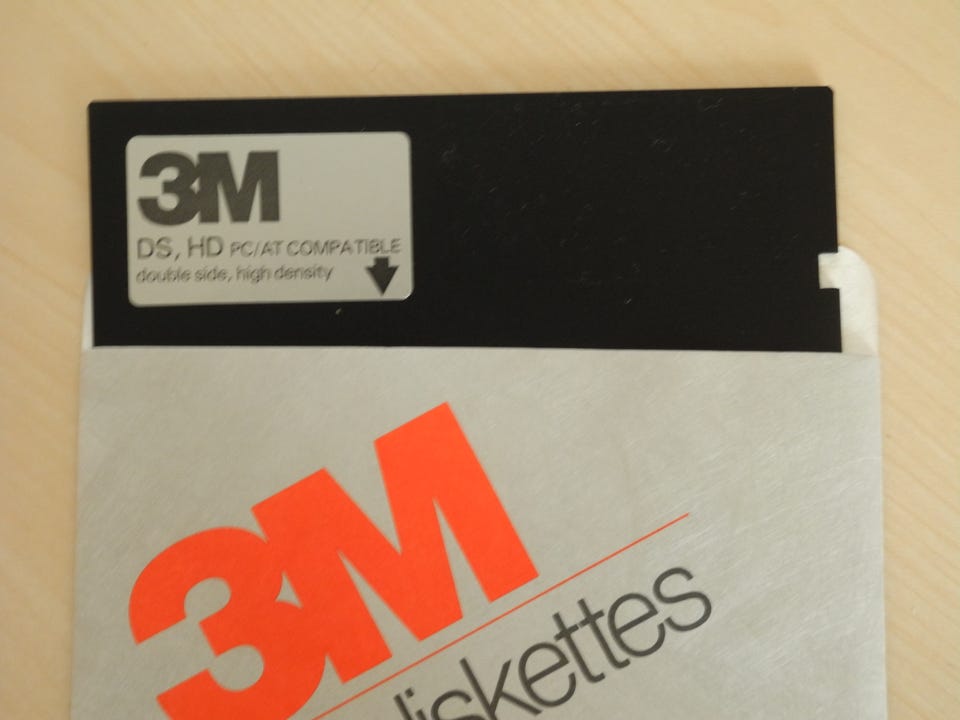 3M
DS, HD PC/AT COMPATIBLE
double side, high density
3M
diskettes